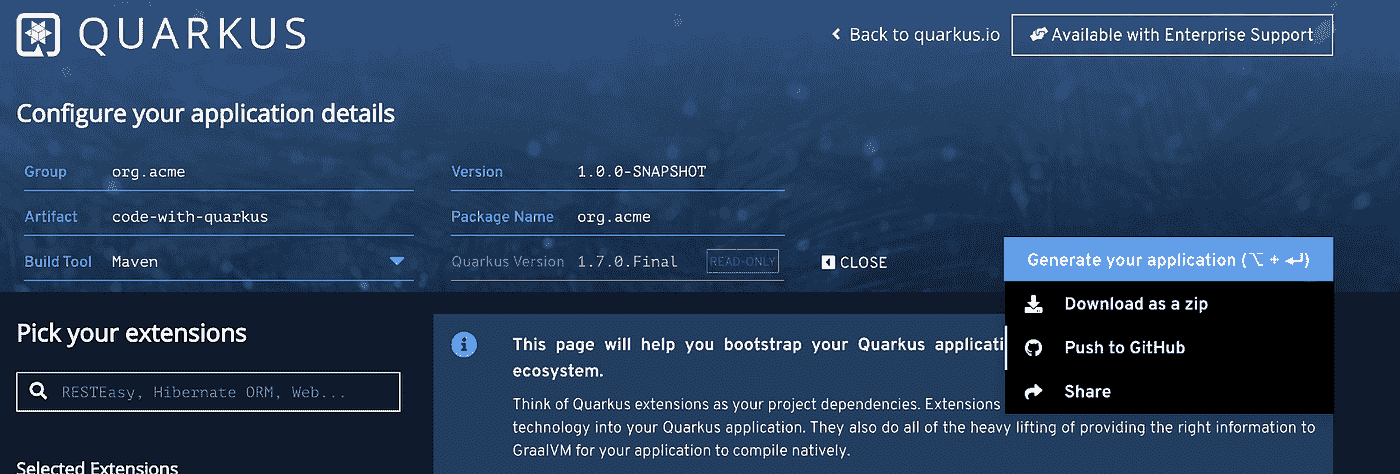 QUARKUS
Back to quarkus.io
Available with Enterprise Support
Configure your application details
Group org.acme
Version 1.0.0-SNAPSHOT
Artifact code-with-quarkus
Package Name org.acme
Build Tool Maven
Quarkus Version 1.7.0.Final READ-ONLY
CLOSE
Generate your application (⌥ + ↵)
Download as a zip
Push to GitHub
Share
Pick your extensions
RESTEasy, Hibernate ORM, Web...
Selected Extensions
This page will help you bootstrap your Quarkus
ecosystem.
Think of Quarkus extensions as your project dependencies. Extensions
technology into your Quarkus application. They also do all of the heavy lifting of providing the right information to
GraalVM for your application to compile natively.